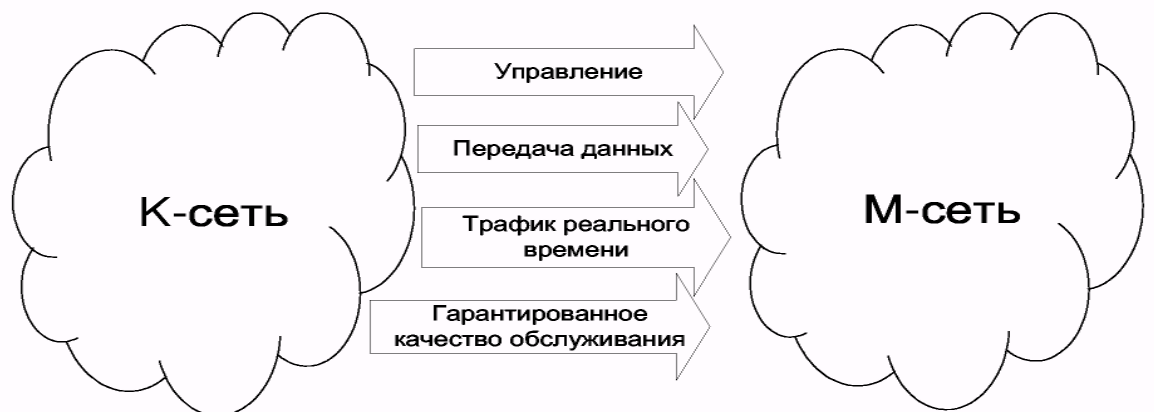 К-сеть
Управление
Передача данных
Трафик реального
времени
Гарантированное
качество обслуживания
М-сеть